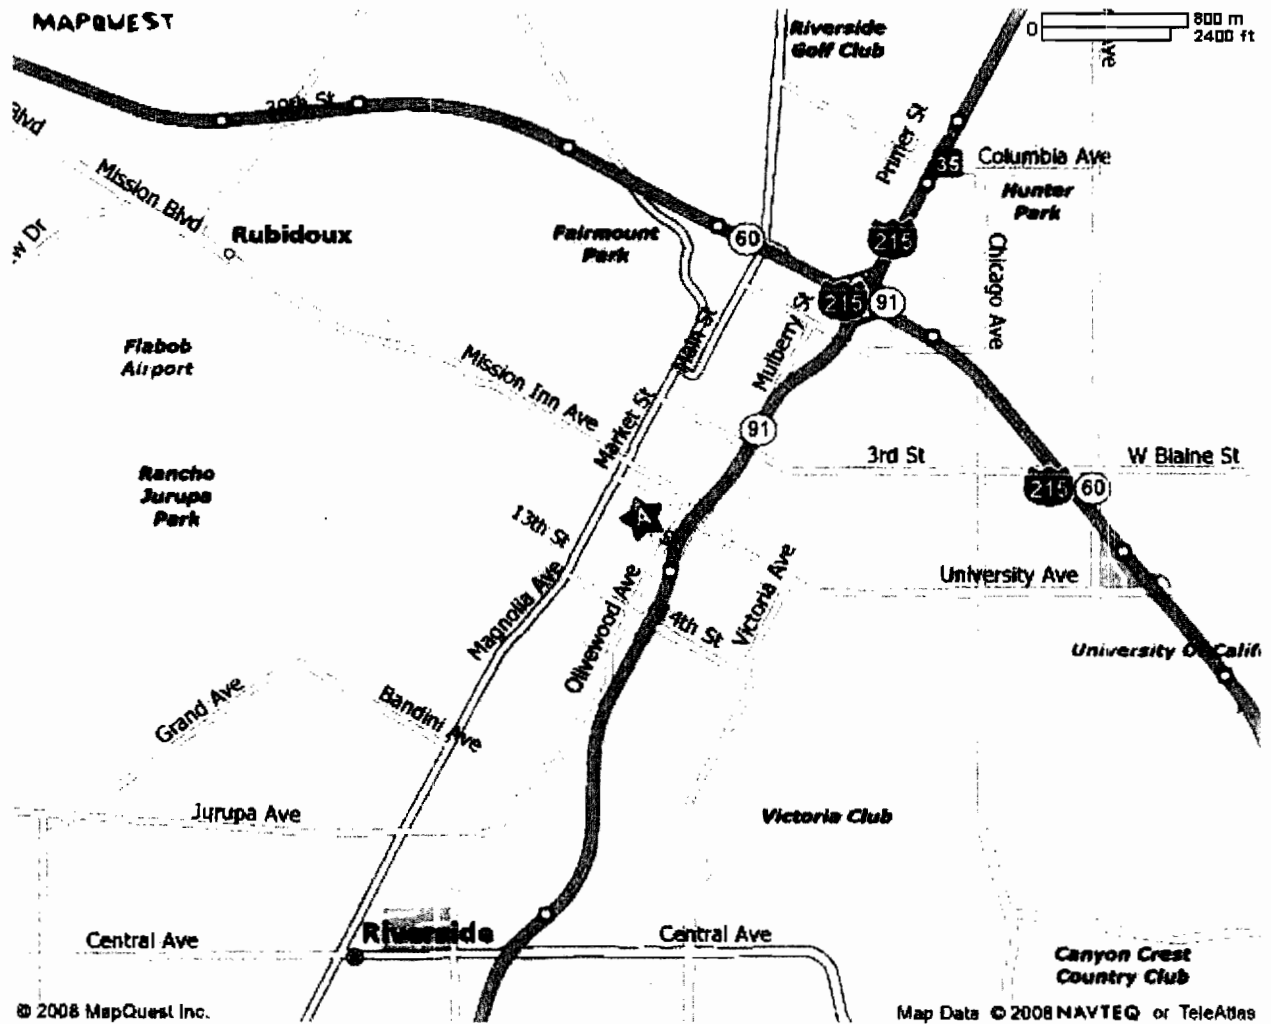 MAPQUEST
Riverside
Golf Club
0
800 m
2400 ft
Ave
Blvd
Primer St
35
Columbia Ave
Hunter
Park
Mission Blvd
Rubidoux
Fairmount
Park
60
215
Chicago Ave
215
91
Mulberry St
Main St
Flabob
Airport
Mission Inn Ave
Market St
91
3rd St
W Blaine St
215
60
Rancho
Jurupa
Park
13th St
A
University Ave
Magnolia Ave
Olivewood Ave
Victoria Ave
4th St
Grand Ave
Bandini Ave
Jurupa Ave
Victoria Club
Central Ave
Riverside
Central Ave
Canyon Crest
Country Club
© 2008 MapQuest Inc.
Map Data © 2008 NAVTEQ or TeleAtlas